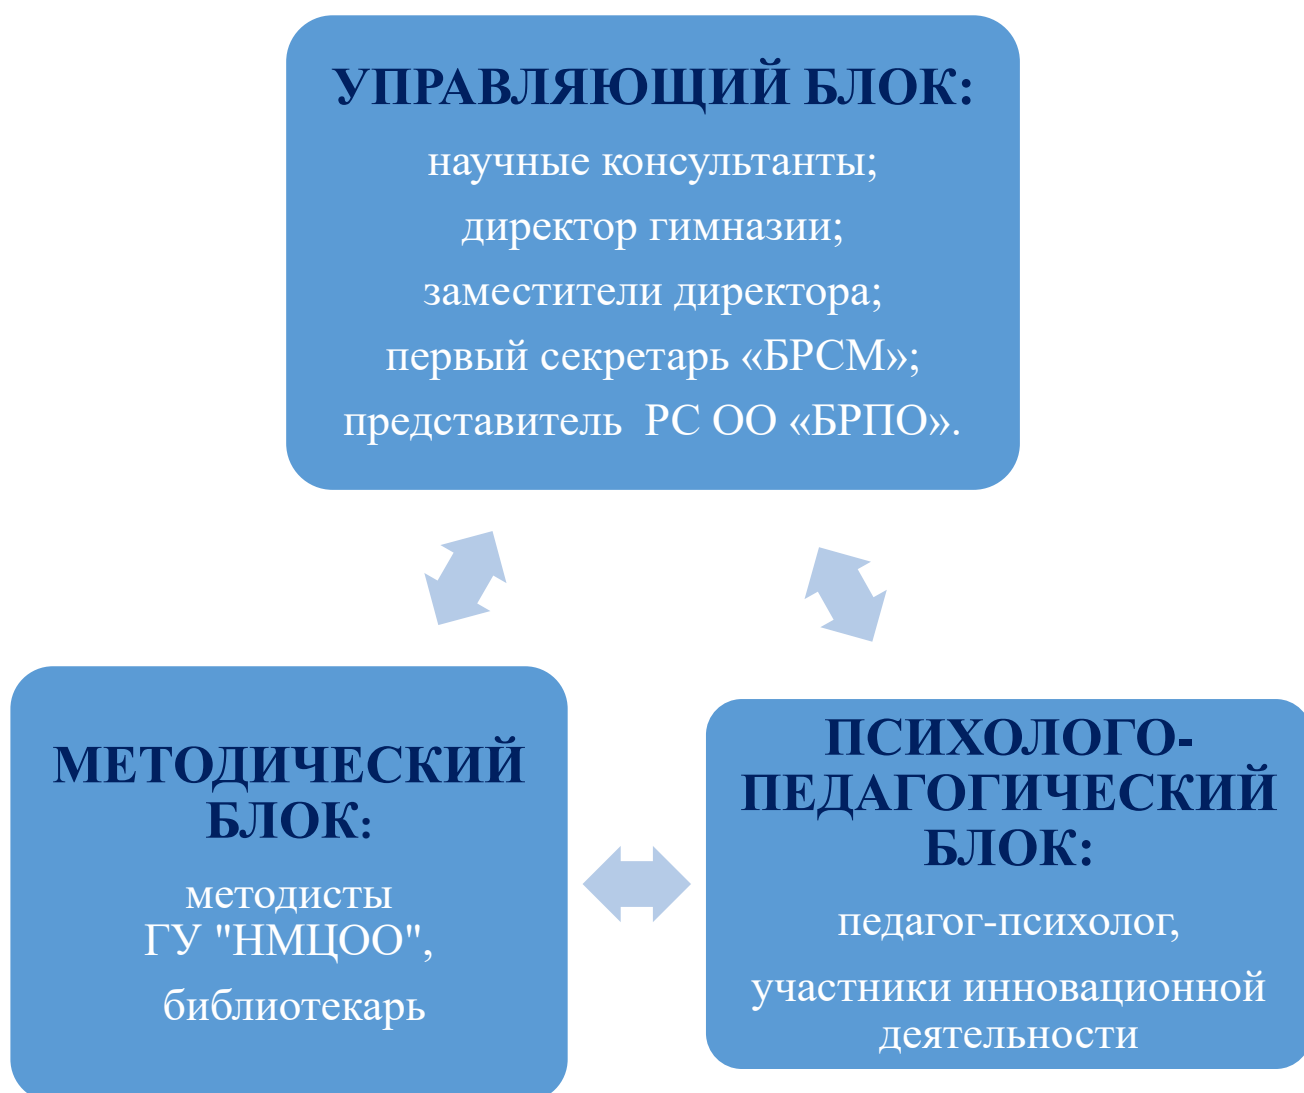 УПРАВЛЯЮЩИЙ БЛОК:
научные консультанты;
директор гимназии;
заместители директора;
первый секретарь «БРСМ»;
представитель  РС ОО «БРПО».
МЕТОДИЧЕСКИЙ
БЛОК:
методисты
ГУ "НМЦОО",
библиотекарь
ПСИХОЛОГО-
ПЕДАГОГИЧЕСКИЙ
БЛОК:
педагог-психолог,
участники инновационной
деятельности